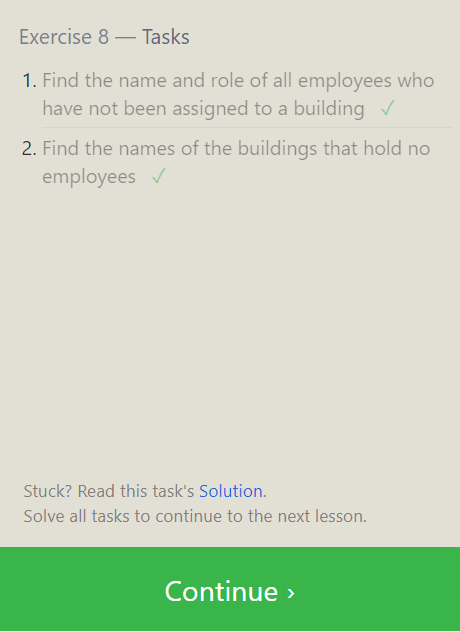 Exercise 8 — Tasks
1. Find the name and role of all employees who
have not been assigned to a building ✓
2. Find the names of the buildings that hold no
employees ✓
Stuck? Read this task's Solution.
Solve all tasks to continue to the next lesson.
Continue ›